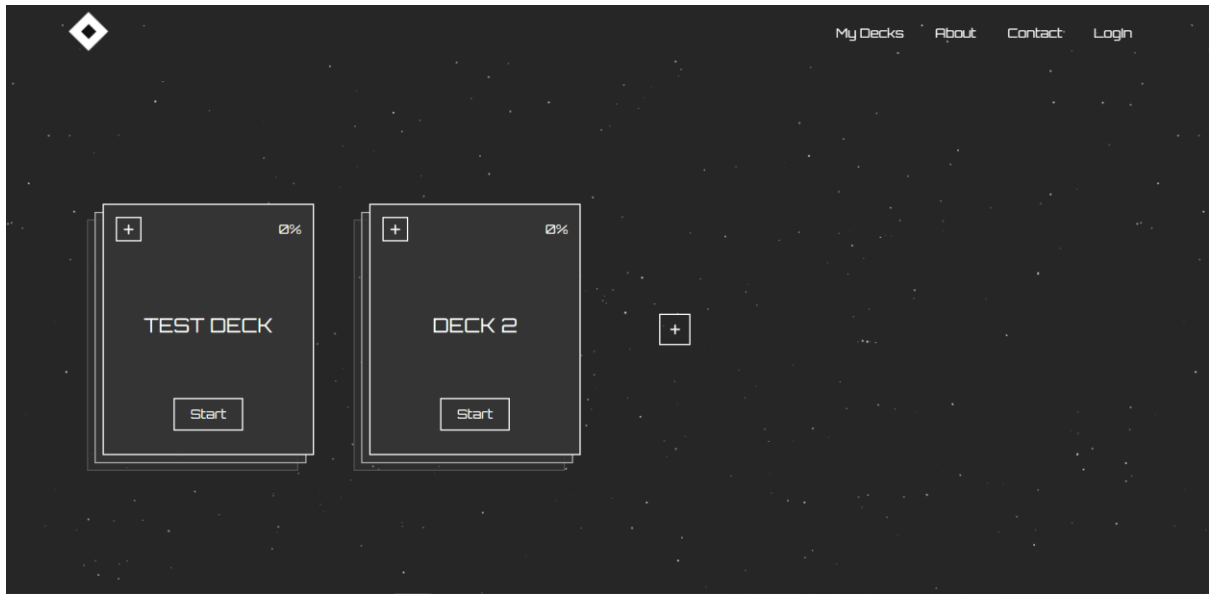 My Decks About Contact LogIn
+ 0% + 0%
TEST DECK DECK 2
+
Start Start